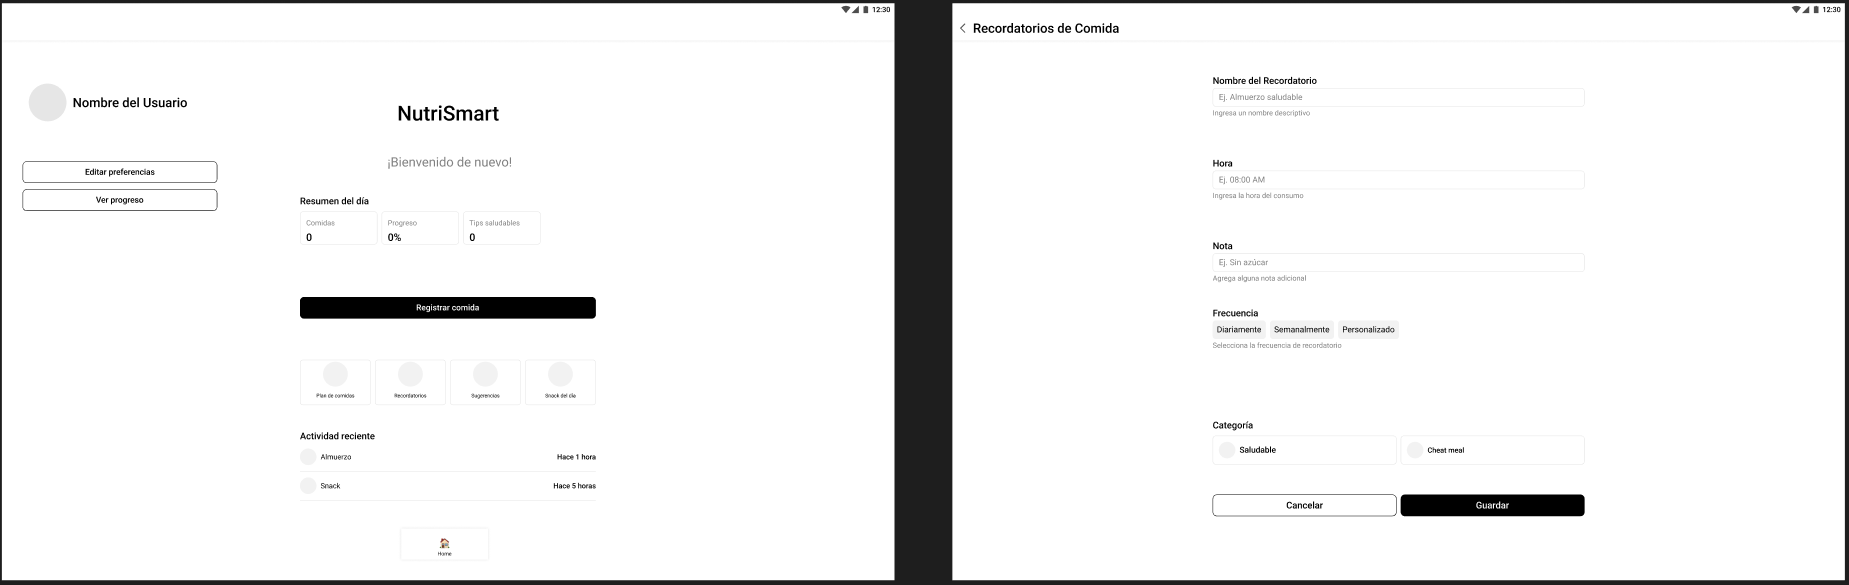 12:30
Nombre del Usuario
Editar preferencias
Ver progreso
NutriSmart
¡Bienvenido de nuevo!
Resumen del día
Comidas
0
Progreso
0%
Tips saludables
0
Registrar comida
Plan de comidas
Recordatorios
Sugerencias
Snack del día
Actividad reciente
Almuerzo
Hace 1 hora
Snack
Hace 5 horas
Home
12:30
Recordatorios de Comida
Nombre del Recordatorio
Ej. Almuerzo saludable
Ingresa un nombre descriptivo
Hora
Ej. 08:00 AM
Ingresa la hora del consumo
Nota
Ej. Sin azúcar
Agrega alguna nota adicional
Frecuencia
Diariamente
Semanalmente
Personalizado
Selecciona la frecuencia de recordatorio
Categoría
Saludable
Cheat meal
Cancelar
Guardar